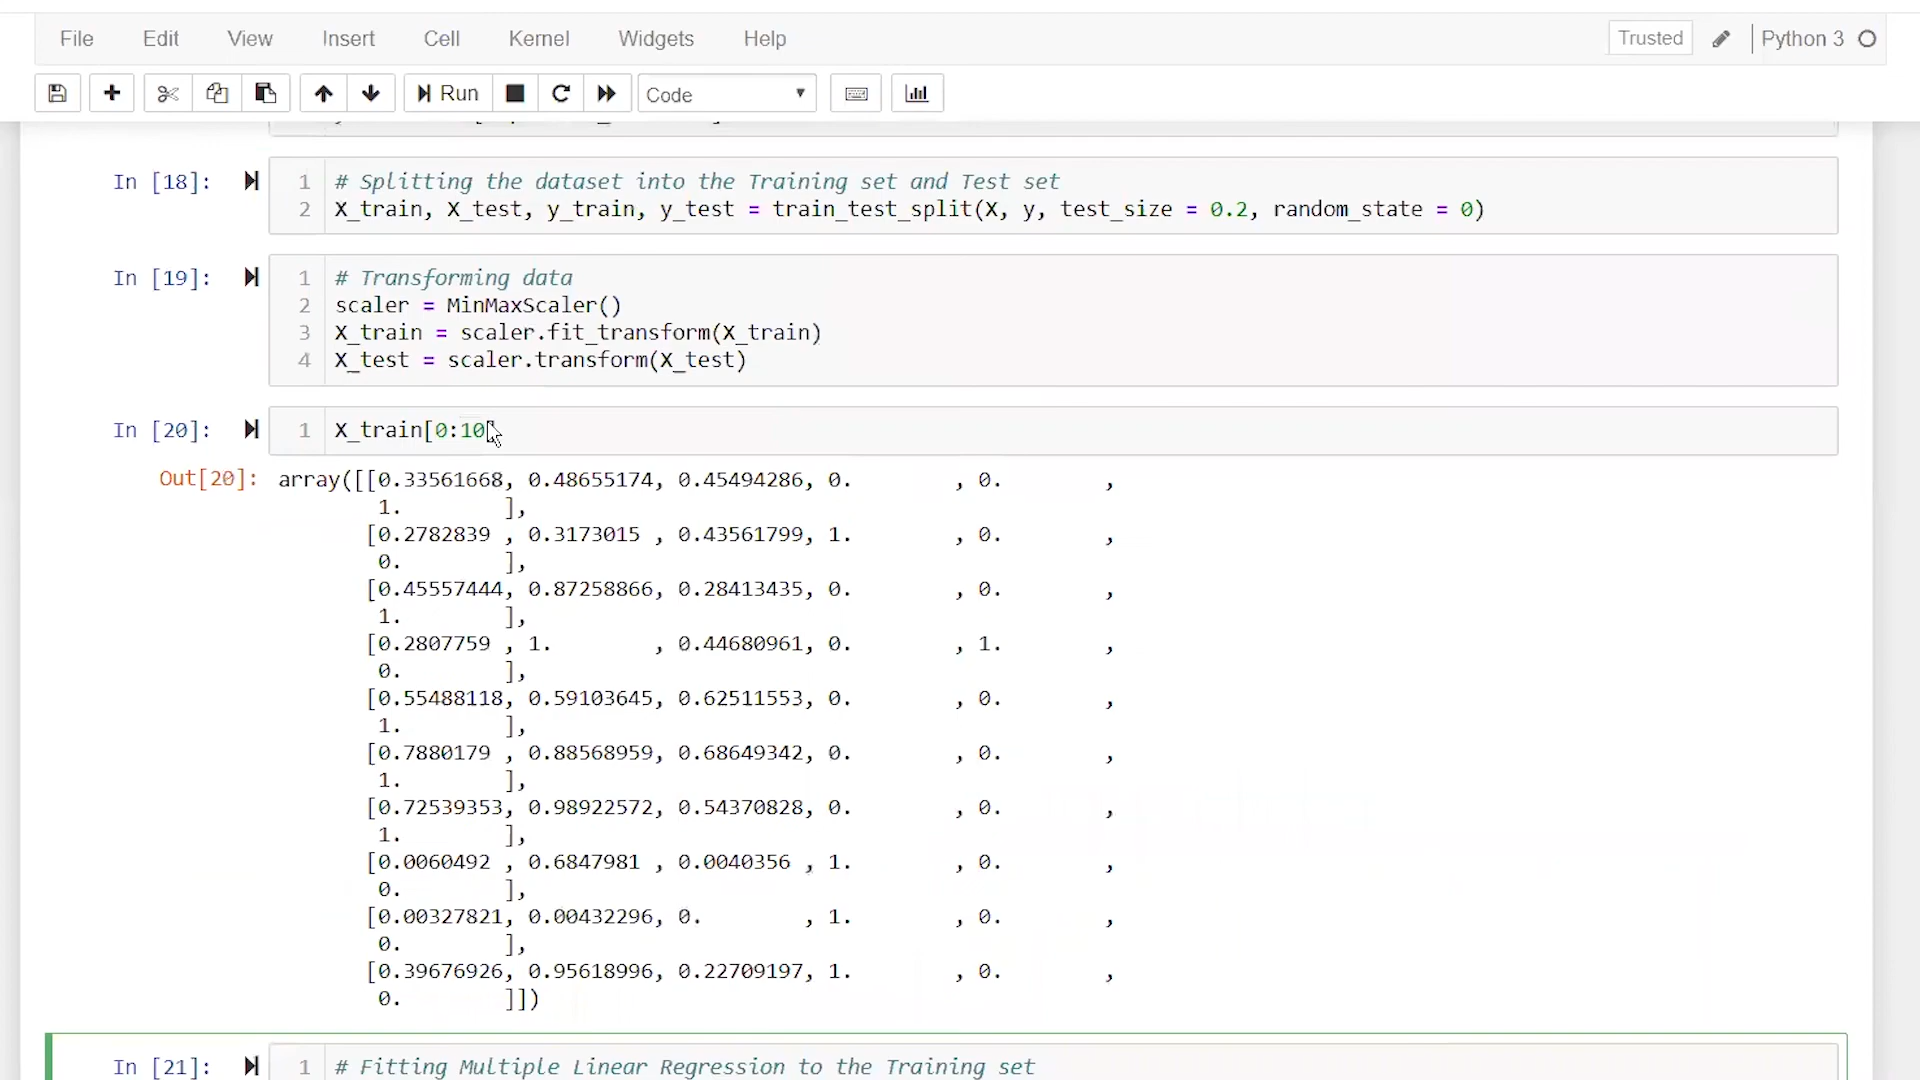 File Edit View Insert Cell Kernel Widgets Help Trusted Python 3
Run Code
In [18]: 1 # Splitting the dataset into the Training set and Test set
2 X_train, X_test, y_train, y_test = train_test_split(X, y, test_size = 0.2, random_state = 0)
In [19]: 1 # Transforming data
2 scaler = MinMaxScaler()
3 X_train = scaler.fit_transform(X_train)
4 X_test = scaler.transform(X_test)
In [20]: 1 X_train[0:10]
Out[20]: array([[0.33561668, 0.48655174, 0.45494286, 0. , 0. ,
1. ],
[0.2782839 , 0.3173015 , 0.43561799, 1. , 0. ,
0. ],
[0.45557444, 0.87258866, 0.28413435, 0. , 0. ,
1. ],
[0.2807759 , 1. , 0.44680961, 0. , 1. ,
0. ],
[0.55488118, 0.59103645, 0.62511553, 0. , 0. ,
1. ],
[0.7880179 , 0.88568959, 0.68649342, 0. , 0. ,
1. ],
[0.72539353, 0.98922572, 0.54370828, 0. , 0. ,
1. ],
[0.0060492 , 0.6847981 , 0.0040356 , 1. , 0. ,
0. ],
[0.00327821, 0.00432296, 0. , 1. , 0. ,
0. ],
[0.39676926, 0.95618996, 0.22709197, 1. , 0. ,
0. ]])
In [21]: 1 # Fitting Multiple Linear Regression to the Training set